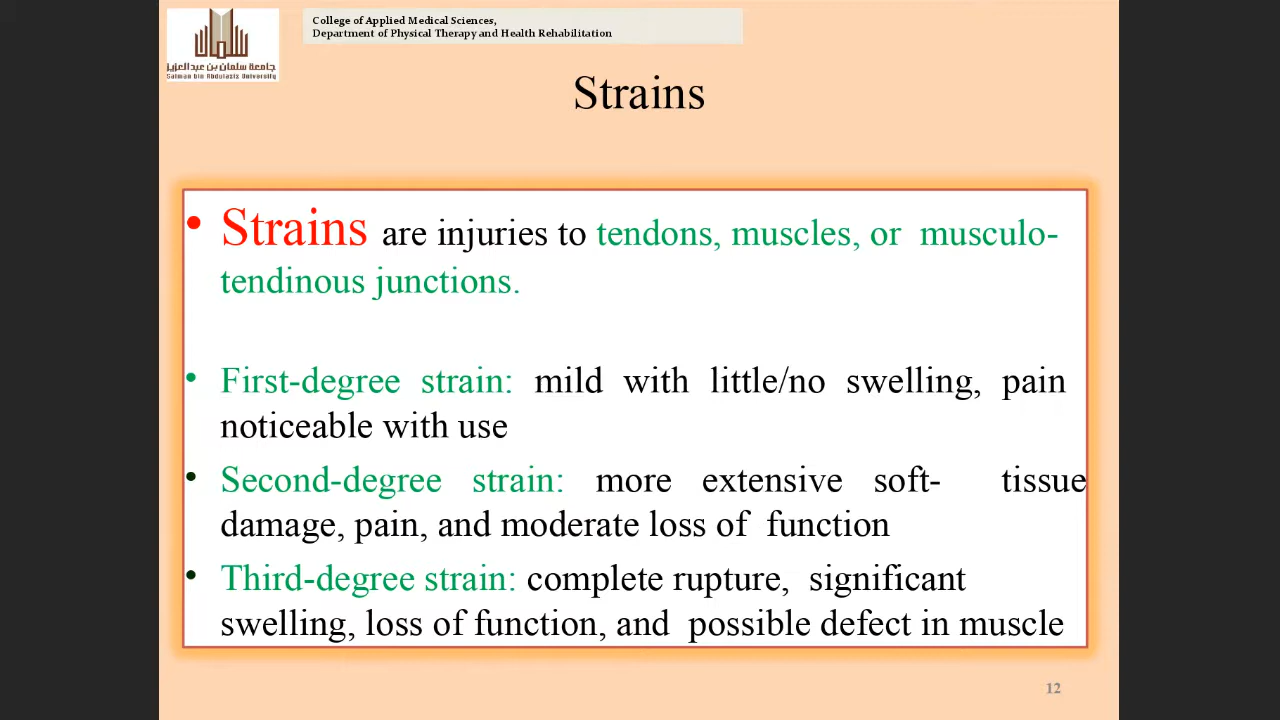 College of Applied Medical Sciences,
Department of Physical Therapy and Health Rehabilitation
جامعة سلمان بن عبدالعزيز
Salman bin Abdulaziz University
Strains
• Strains are injuries to tendons, muscles, or musculo-
tendinous junctions.
• First-degree strain: mild with little/no swelling, pain
noticeable with use
• Second-degree strain: more extensive soft- tissue
damage, pain, and moderate loss of function
• Third-degree strain: complete rupture, significant
swelling, loss of function, and possible defect in muscle
12